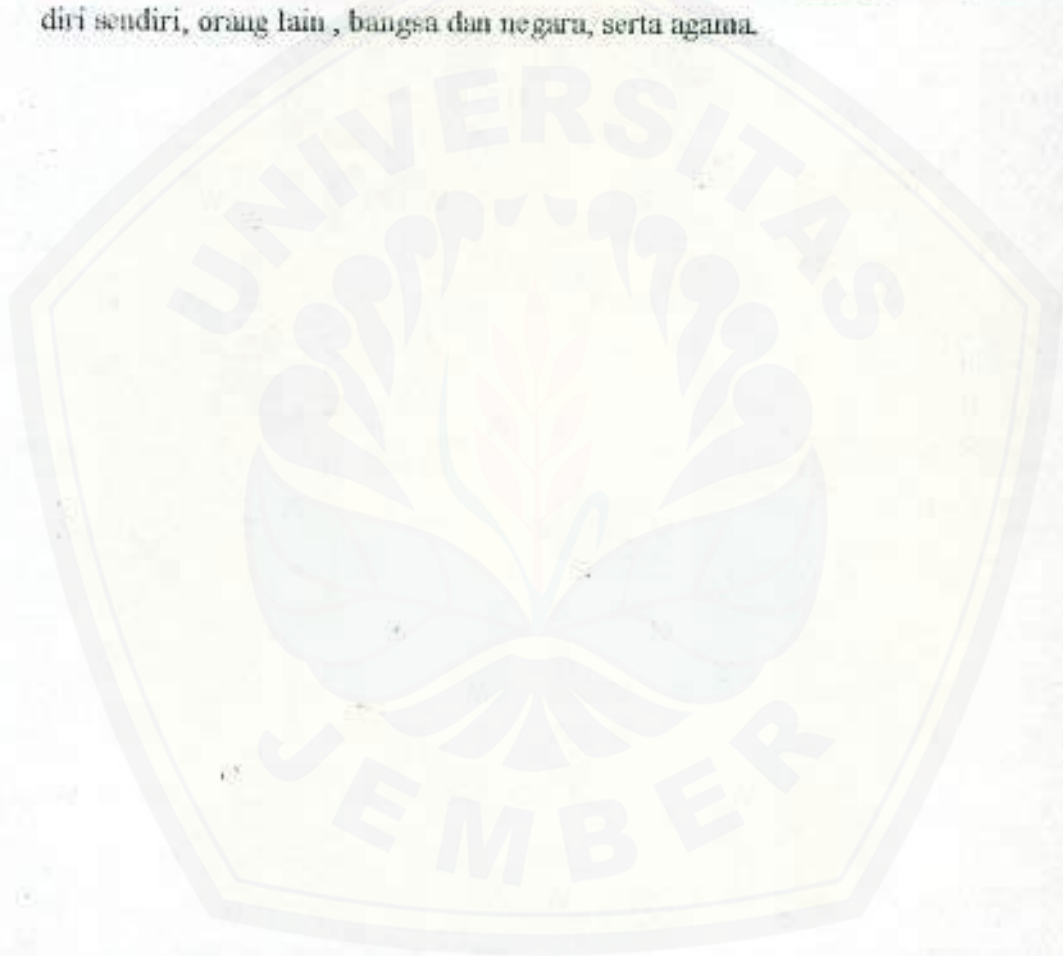 diri sendiri, orang lain , bangsa dan negara, serta agama.
UNIVERSITAS
JEMBER